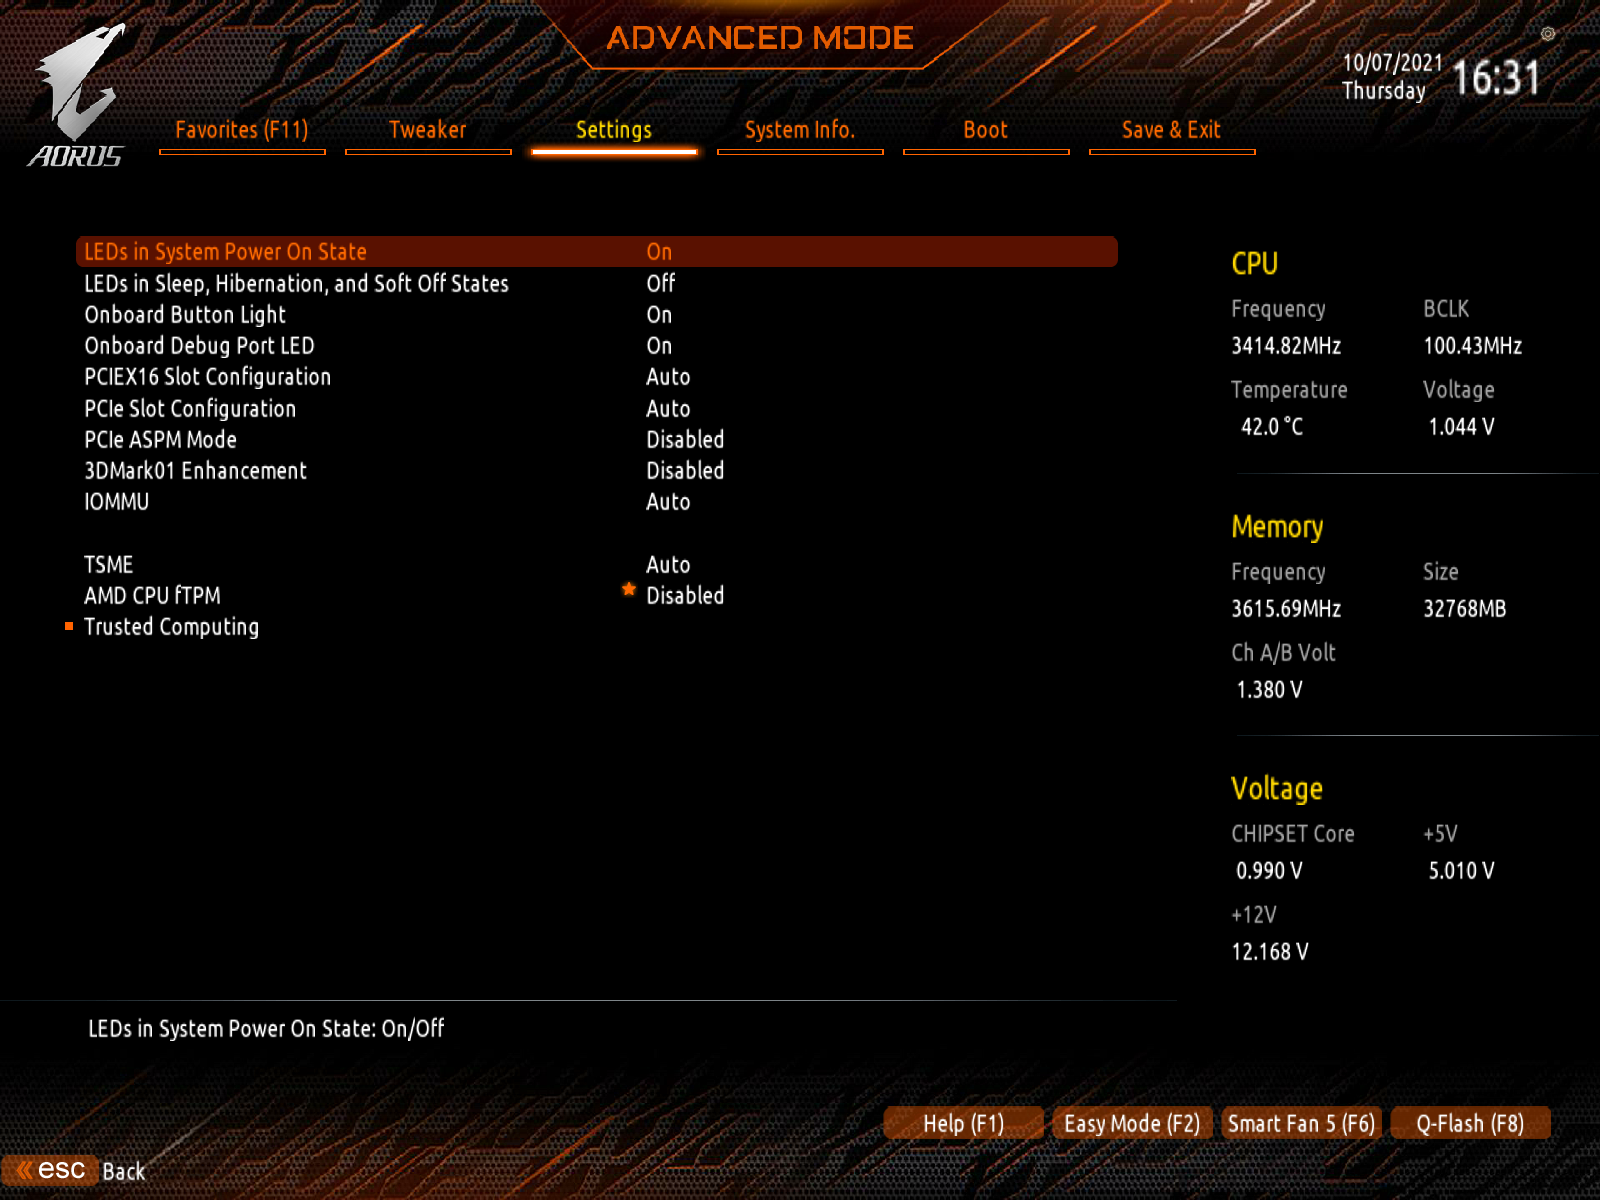 ADVANCED MODE
AORUS
10/07/2021
Thursday
16:31
Favorites (F11) Tweaker Settings System Info. Boot Save & Exit
LEDs in System Power On State On
LEDs in Sleep, Hibernation, and Soft Off States Off
Onboard Button Light On
Onboard Debug Port LED On
PCIEX16 Slot Configuration Auto
PCIe Slot Configuration Auto
PCIe ASPM Mode Disabled
3DMark01 Enhancement Disabled
IOMMU Auto
TSME Auto
AMD CPU fTPM Disabled
Trusted Computing
CPU
Frequency BCLK
3414.82MHz 100.43MHz
Temperature Voltage
42.0 °C 1.044 V
Memory
Frequency Size
3615.69MHz 32768MB
Ch A/B Volt
1.380 V
Voltage
CHIPSET Core +5V
0.990 V 5.010 V
+12V
12.168 V
LEDs in System Power On State: On/Off
Help (F1) Easy Mode (F2) Smart Fan 5 (F6) Q-Flash (F8)
esc Back